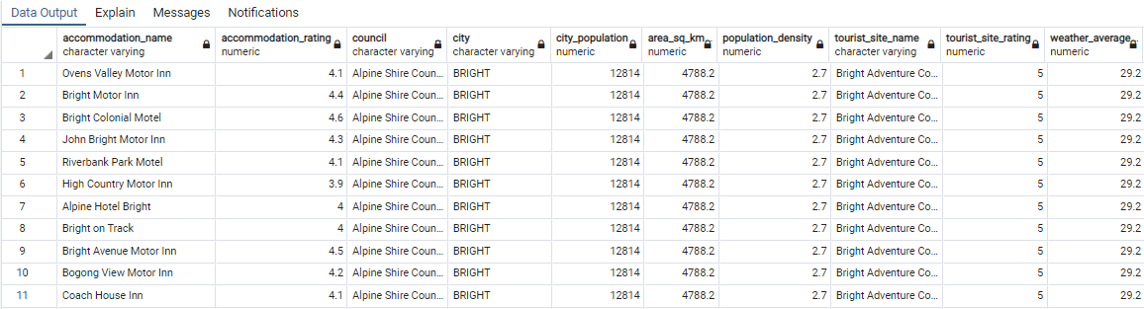 Data Output Explain Messages Notifications
accommodation_name accommodation_rating council city city_population area_sq_km population_density tourist_site_name tourist_site_rating weather_average
character varying numeric character varying character varying numeric numeric numeric character varying numeric numeric
1 Ovens Valley Motor Inn 4.1 Alpine Shire Coun... BRIGHT 12814 4788.2 2.7 Bright Adventure Co... 5 29.2
2 Bright Motor Inn 4.4 Alpine Shire Coun... BRIGHT 12814 4788.2 2.7 Bright Adventure Co... 5 29.2
3 Bright Colonial Motel 4.6 Alpine Shire Coun... BRIGHT 12814 4788.2 2.7 Bright Adventure Co... 5 29.2
4 John Bright Motor Inn 4.3 Alpine Shire Coun... BRIGHT 12814 4788.2 2.7 Bright Adventure Co... 5 29.2
5 Riverbank Park Motel 4.1 Alpine Shire Coun... BRIGHT 12814 4788.2 2.7 Bright Adventure Co... 5 29.2
6 High Country Motor Inn 3.9 Alpine Shire Coun... BRIGHT 12814 4788.2 2.7 Bright Adventure Co... 5 29.2
7 Alpine Hotel Bright 4 Alpine Shire Coun... BRIGHT 12814 4788.2 2.7 Bright Adventure Co... 5 29.2
8 Bright on Track 4 Alpine Shire Coun... BRIGHT 12814 4788.2 2.7 Bright Adventure Co... 5 29.2
9 Bright Avenue Motor Inn 4.5 Alpine Shire Coun... BRIGHT 12814 4788.2 2.7 Bright Adventure Co... 5 29.2
10 Bogong View Motor Inn 4.2 Alpine Shire Coun... BRIGHT 12814 4788.2 2.7 Bright Adventure Co... 5 29.2
11 Coach House Inn 4.1 Alpine Shire Coun... BRIGHT 12814 4788.2 2.7 Bright Adventure Co... 5 29.2